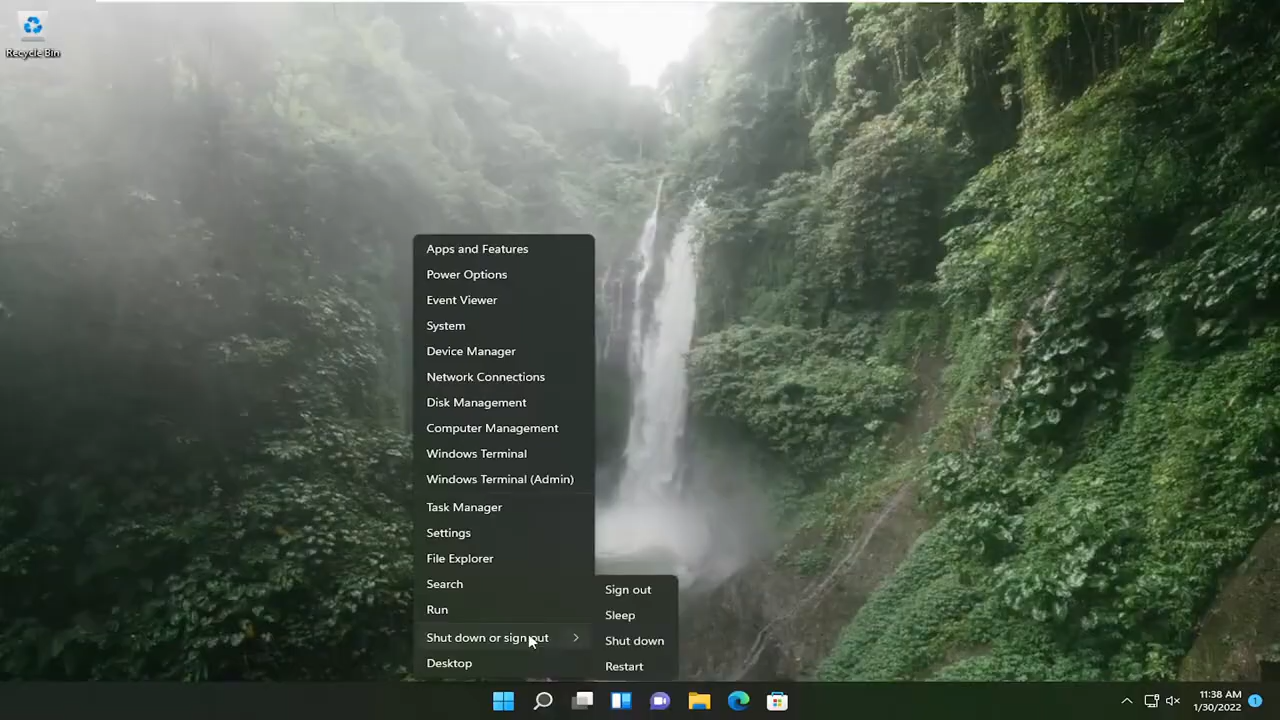 Recycle Bin
Apps and Features
Power Options
Event Viewer
System
Device Manager
Network Connections
Disk Management
Computer Management
Windows Terminal
Windows Terminal (Admin)
Task Manager
Settings
File Explorer
Search
Run
Shut down or sign out
Desktop
Sign out
Sleep
Shut down
Restart
11:38 AM
1/30/2022
1